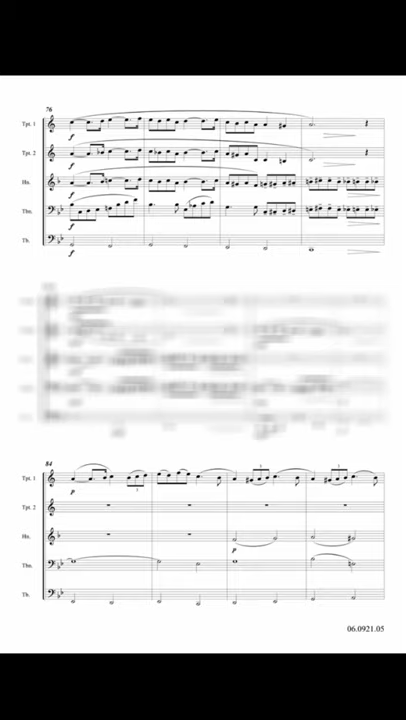 76
Tpt. 1
f
Tpt. 2
f
Hn.
f
Tbn.
f
Tb.
f
84
Tpt. 1
p
3
3
3
Tpt. 2
Hn.
p
Tbn.
Tb.
06.0921.05